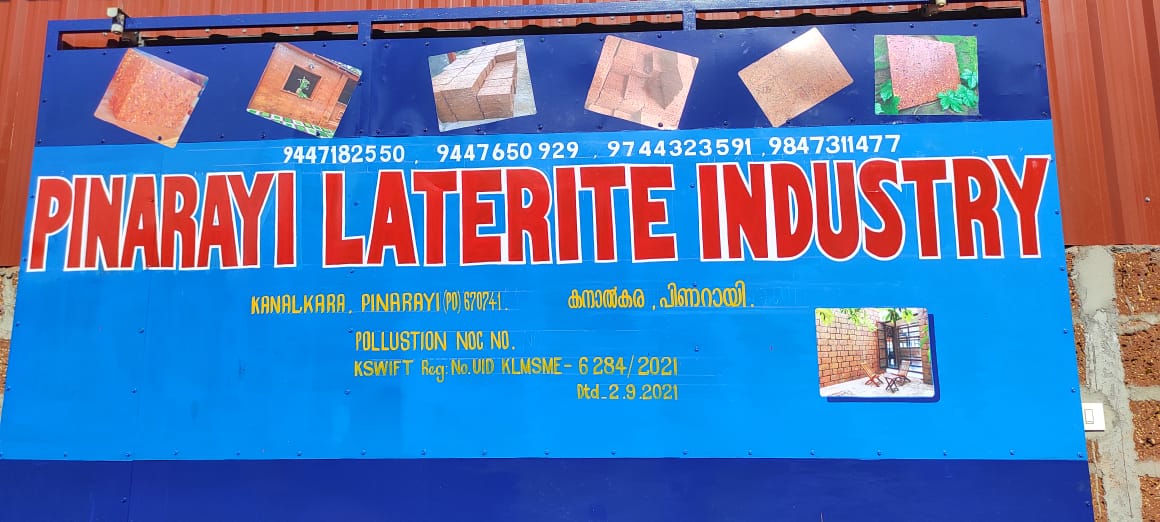 9447182550, 9447650929, 9744323591, 9847311477
PINARAYI LATERITE INDUSTRY
KANALKARA, PINARAYI (PO) 670741. കനാൽകര, പിണറായി.
POLLUSTION NOC NO.
KSWIFT Reg: No. UID KLMSME - 6284/2021
Dtd_2.9.2021